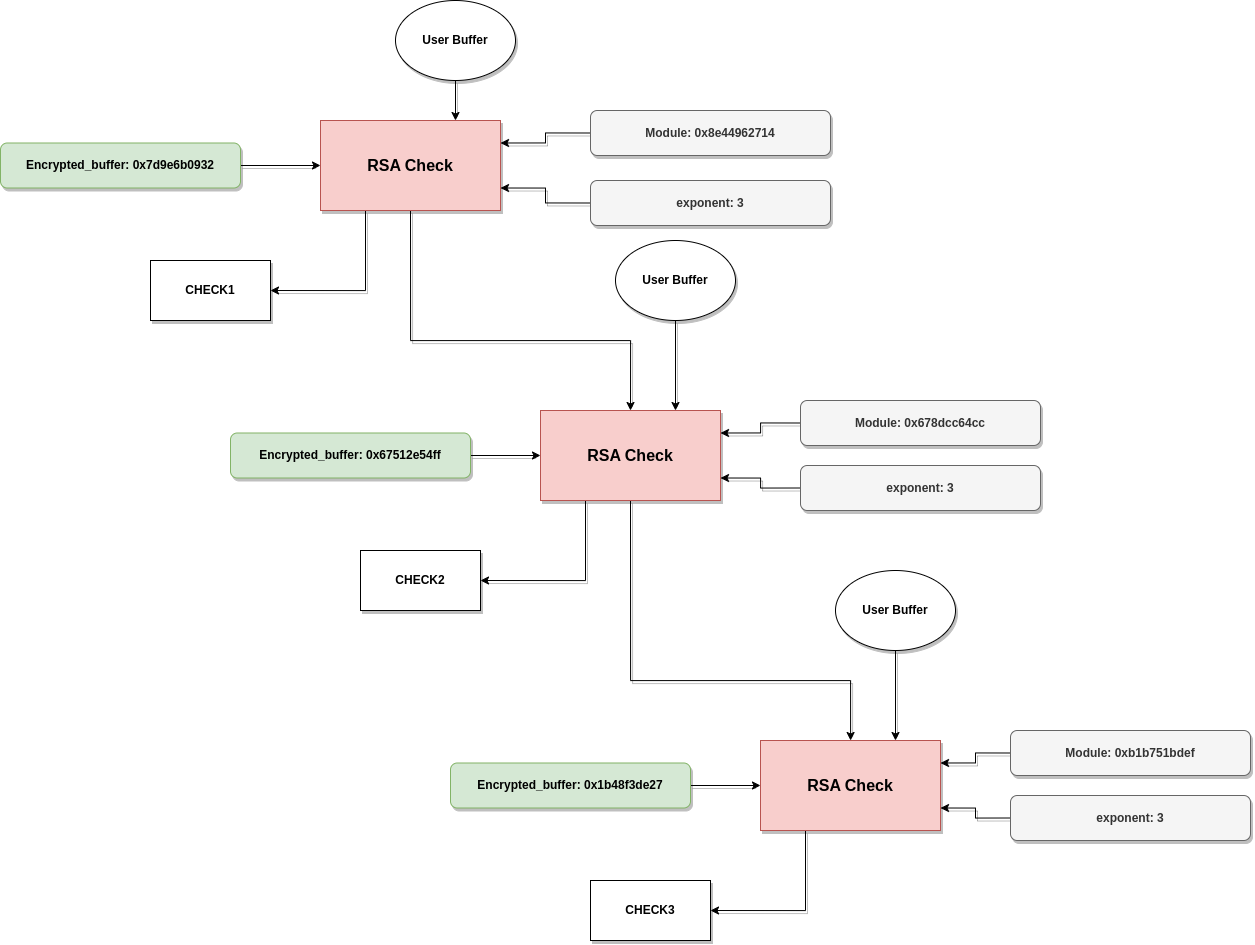 User Buffer
Module: 0x8e44962714
Encrypted_buffer: 0x7d9e6b0932
RSA Check
exponent: 3
CHECK1
User Buffer
Module: 0x678dcc64cc
Encrypted_buffer: 0x67512e54ff
RSA Check
exponent: 3
CHECK2
User Buffer
Module: 0xb1b751bdef
Encrypted_buffer: 0x1b48f3de27
RSA Check
exponent: 3
CHECK3